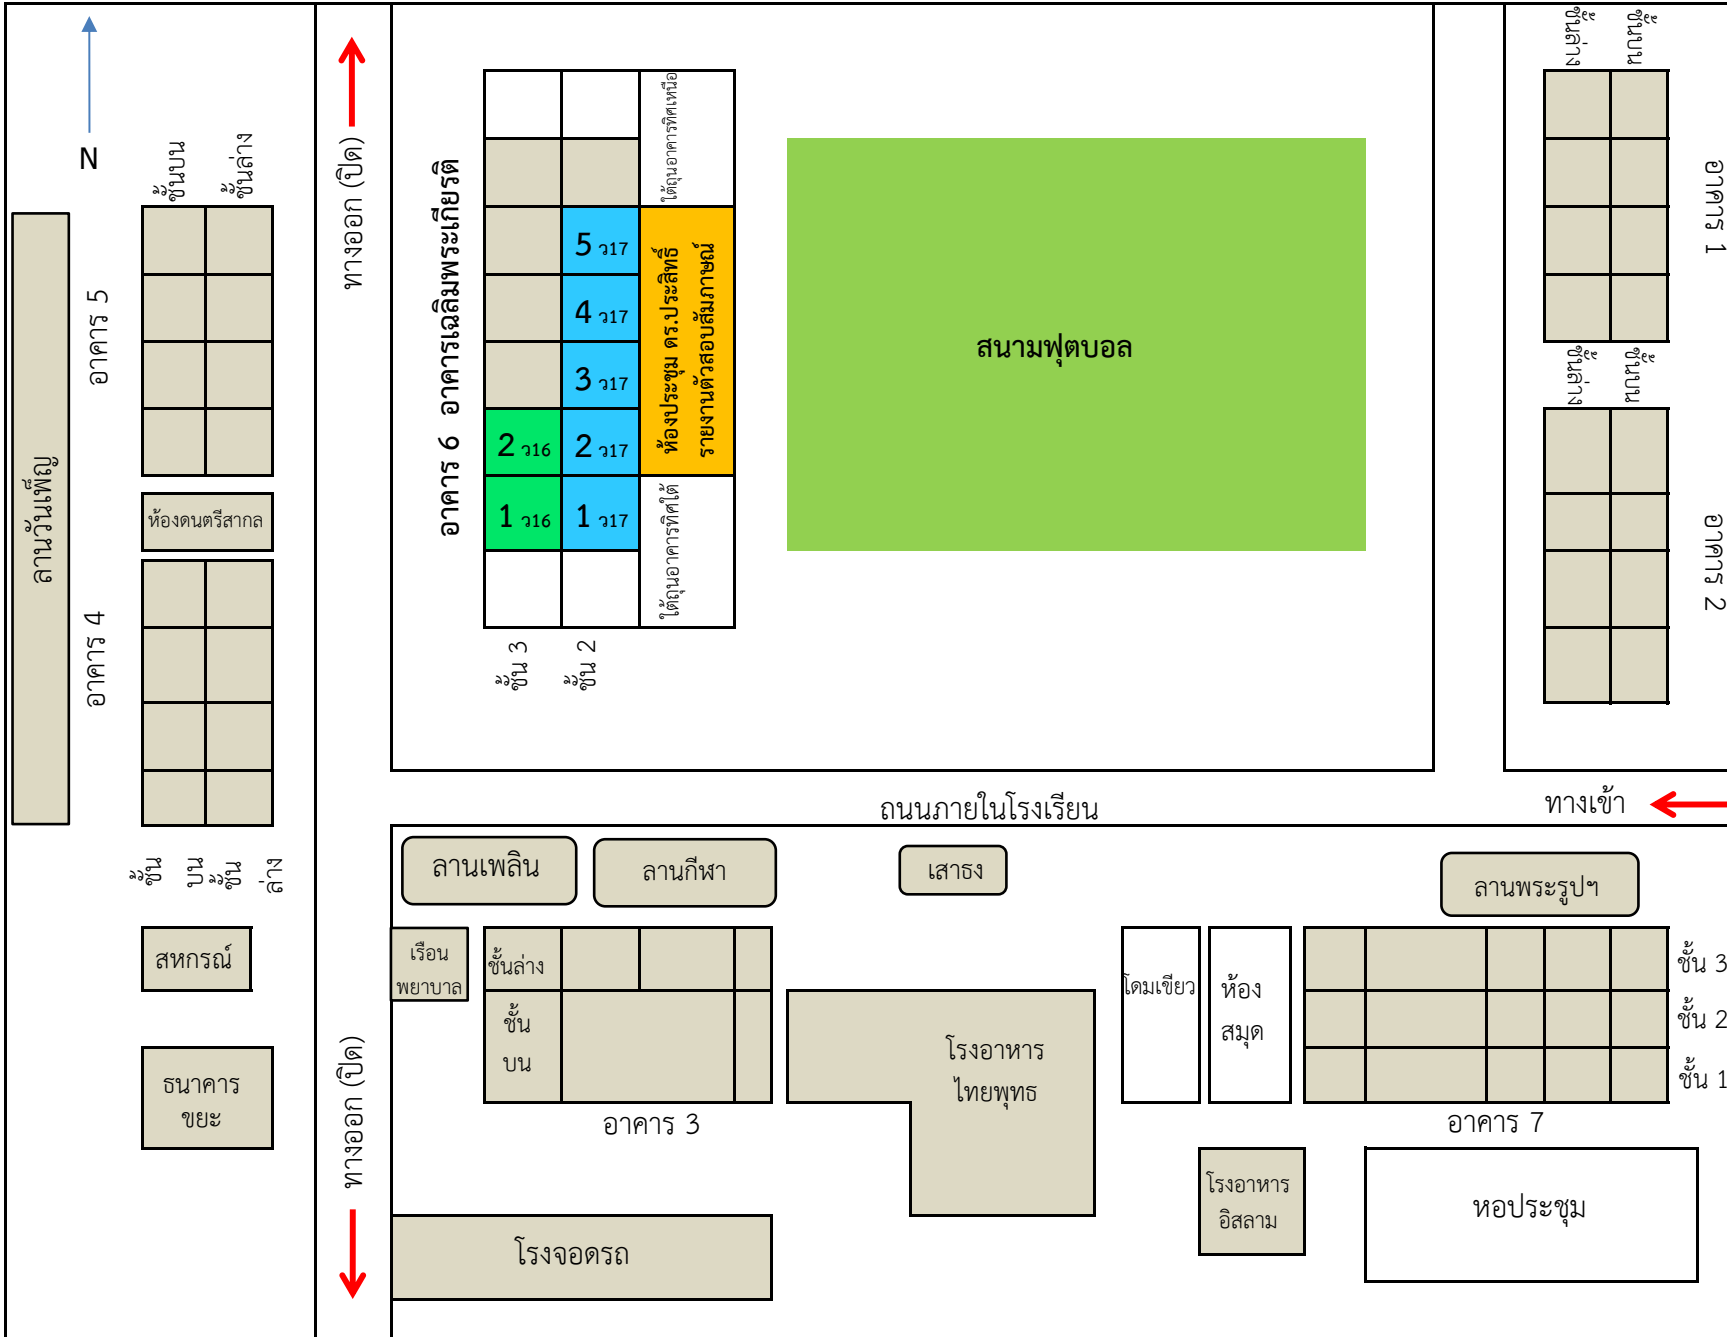 N
ลานวันเพ็ญ
อาคาร 5
อาคาร 4
ชั้นบน
ชั้นล่าง
ห้องดนตรีสากล
ชั้น
บน
ชั้น
ล่าง
สหกรณ์
ธนาคาร
ขยะ
ทางออก (ปิด)
ทางออก (ปิด)
อาคาร 6 อาคารเฉลิมพระเกียรติ
ใต้ถุนอาคารทิศเหนือ
5 ว17
4 ว17
3 ว17
2 ว16
2 ว17
1 ว16
1 ว17
ห้องประชุม ดร.ประสิทธิ์
รายงานตัวสอบสัมภาษณ์
ใต้ถุนอาคารทิศใต้
ชั้น 3
ชั้น 2
สนามฟุตบอล
ชั้นล่าง
ชั้นบน
อาคาร 1
ชั้นล่าง
ชั้นบน
อาคาร 2
ถนนภายในโรงเรียน
ทางเข้า
ลานเพลิน
ลานกีฬา
เสาธง
ลานพระรูปฯ
เรือน
พยาบาล
ชั้นล่าง
ชั้น
บน
อาคาร 3
โรงอาหาร
ไทยพุทธ
โดมเขียว
ห้อง
สมุด
ชั้น 3
ชั้น 2
ชั้น 1
อาคาร 7
โรงอาหาร
อิสลาม
หอประชุม
โรงจอดรถ